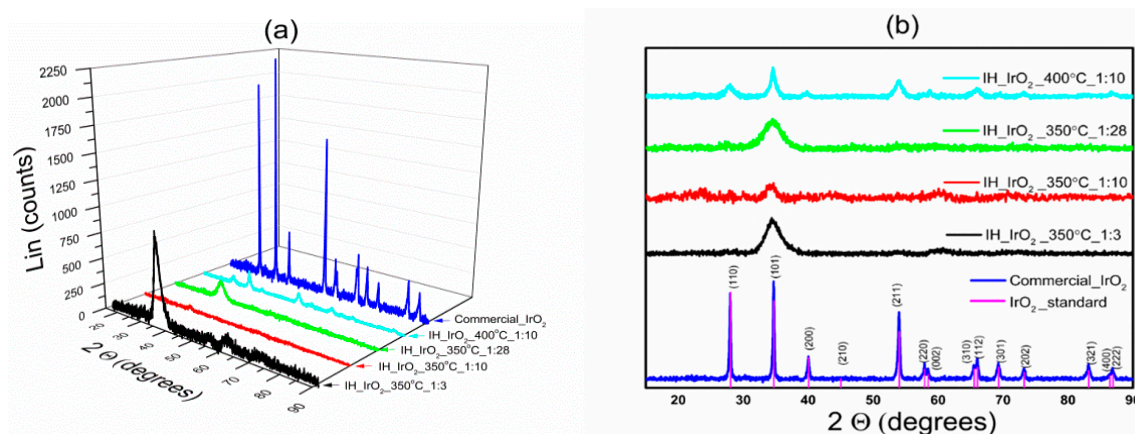 (a)
2250
2000
1750
1500
1250
1000
750
500
250
0
Lin (counts)
20
30
40
50
60
70
80
90
2 Θ (degrees)
Commercial_IrO2
IH_IrO2_400°C_1:10
IH_IrO2_350°C_1:28
IH_IrO2_350°C_1:10
IH_IrO2_350°C_1:3
(b)
IH_IrO2_400°C_1:10
IH_IrO2_350°C_1:28
IH_IrO2_350°C_1:10
IH_IrO2_350°C_1:3
Commercial_IrO2
IrO2_standard
(110)
(101)
(200)
(210)
(211)
(220)
(002)
(310)
(112)
(301)
(202)
(321)
(400)
(222)
20 30 40 50 60 70 80 90
2 Θ (degrees)